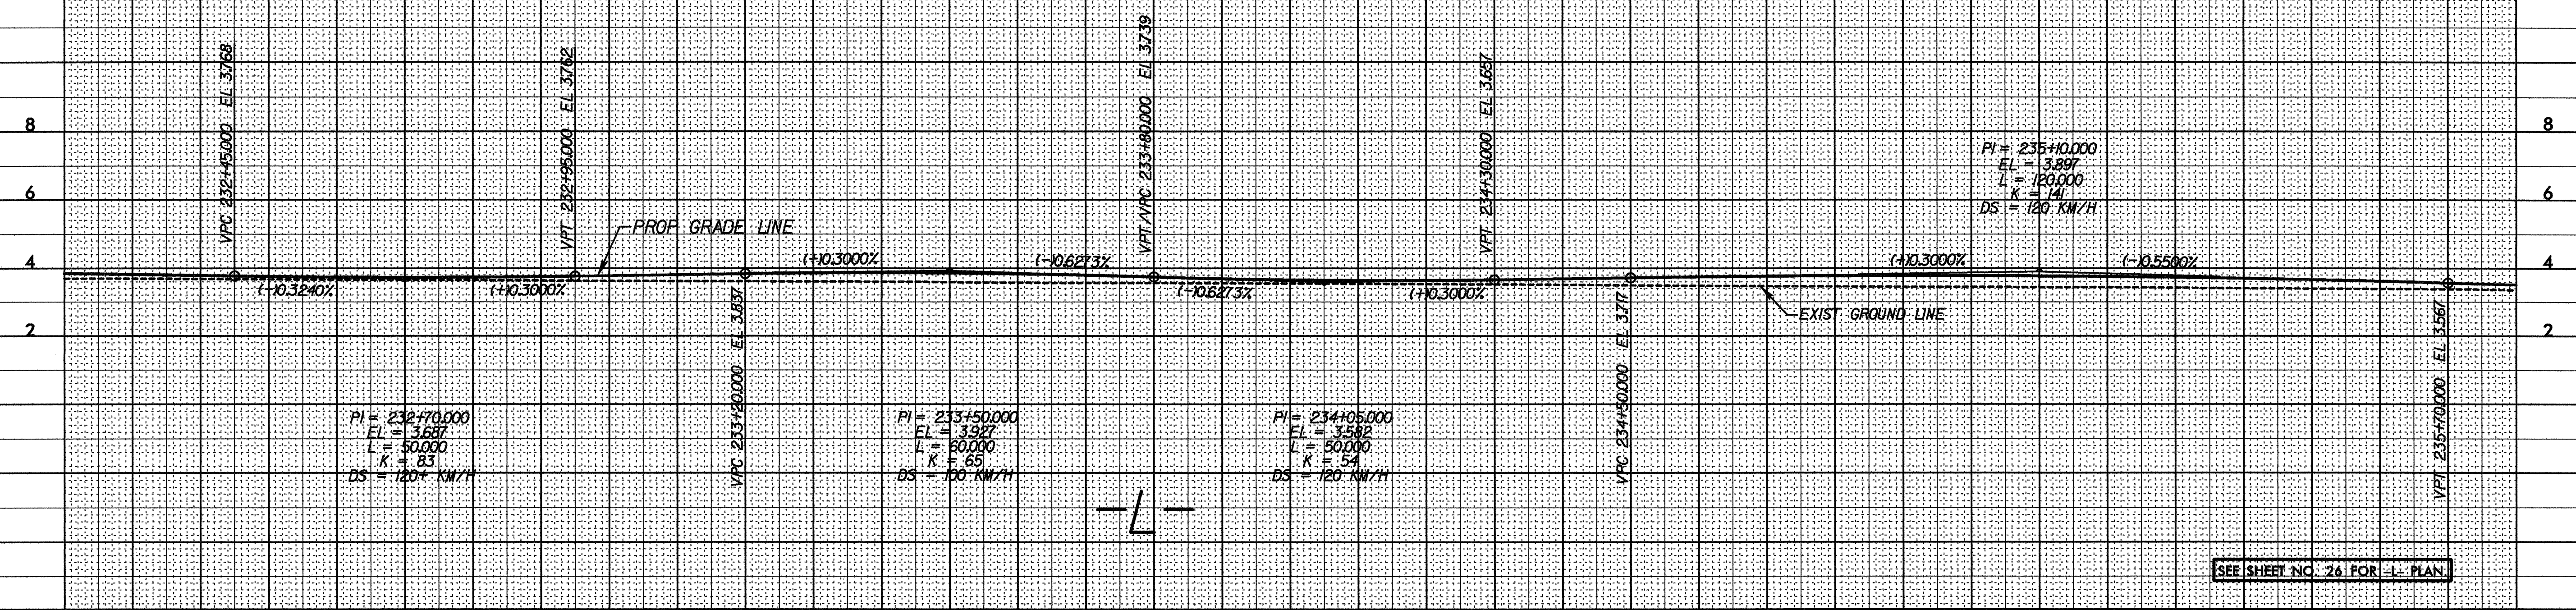 VPC 232+45.000 EL 3.768
VPT 232+95.000 EL 3.762
VPT/VPC 233+80.000 EL 3.739
VPT 234+30.000 EL 3.657
8
8
PI = 235+10.000
EL = 3.897
L = 120.000
K = 141
DS = 120 KM/H
6
6
PROP GRADE LINE
4
(-)0.3240%
(+)0.3000%
(+)0.3000%
(-)0.6273%
(-)0.6273%
(+)0.3000%
(+)0.3000%
(-)0.5500%
4
EXIST GROUND LINE
2
2
VPC 233+20.000 EL 3.837
VPC 234+50.000 EL 3.717
VPT 235+70.000 EL 3.567
PI = 232+70.000
EL = 3.687
L = 50.000
K = 83
DS = 120+ KM/H
PI = 233+50.000
EL = 3.927
L = 60.000
K = 65
DS = 100 KM/H
PI = 234+05.000
EL = 3.582
L = 50.000
K = 54
DS = 120 KM/H
-L-
SEE SHEET NO. 26 FOR -L- PLAN.